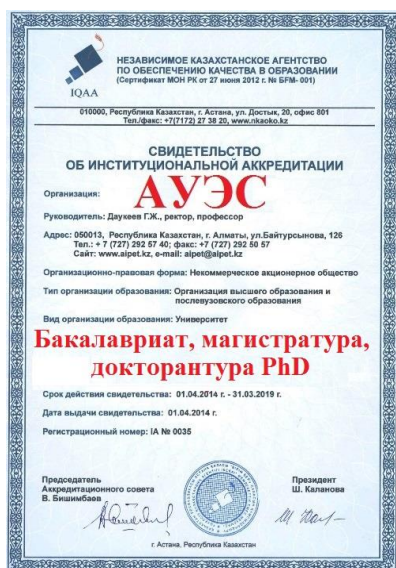 IQAA
НЕЗАВИСИМОЕ КАЗАХСТАНСКОЕ АГЕНТСТВО
ПО ОБЕСПЕЧЕНИЮ КАЧЕСТВА В ОБРАЗОВАНИИ
(Сертификат МОН РК от 27 июня 2012 г. № БҒМ- 001)
010000, Республика Казахстан, г. Астана, ул. Достык, 20, офис 801
Тел./факс: +7(7172) 27 38 20, www.nkaoko.kz
СВИДЕТЕЛЬСТВО
ОБ ИНСТИТУЦИОНАЛЬНОЙ АККРЕДИТАЦИИ
Организация: АУЭС
Руководитель: Даукеев Г.Ж., ректор, профессор
Адрес: 050013, Республика Казахстан, г. Алматы, ул.Байтурсынова, 126
Тел.: + 7 (727) 292 57 40; факс: +7 (727) 292 50 57
Сайт: www.aipet.kz, e-mail: aipet@aipet.kz
Организационно-правовая форма: Некоммерческое акционерное общество
Тип организации образования: Организация высшего образования и
послевузовского образования
Вид организации образования: Университет
Бакалавриат, магистратура,
докторантура PhD
Срок действия свидетельства: 01.04.2014 г. - 31.03.2019 г.
Дата выдачи свидетельства: 01.04.2014 г.
Регистрационный номер: IA № 0035
Председатель
Аккредитационного совета
В. Бишимбаев
Президент
Ш. Каланова
г. Астана, Республика Казахстан